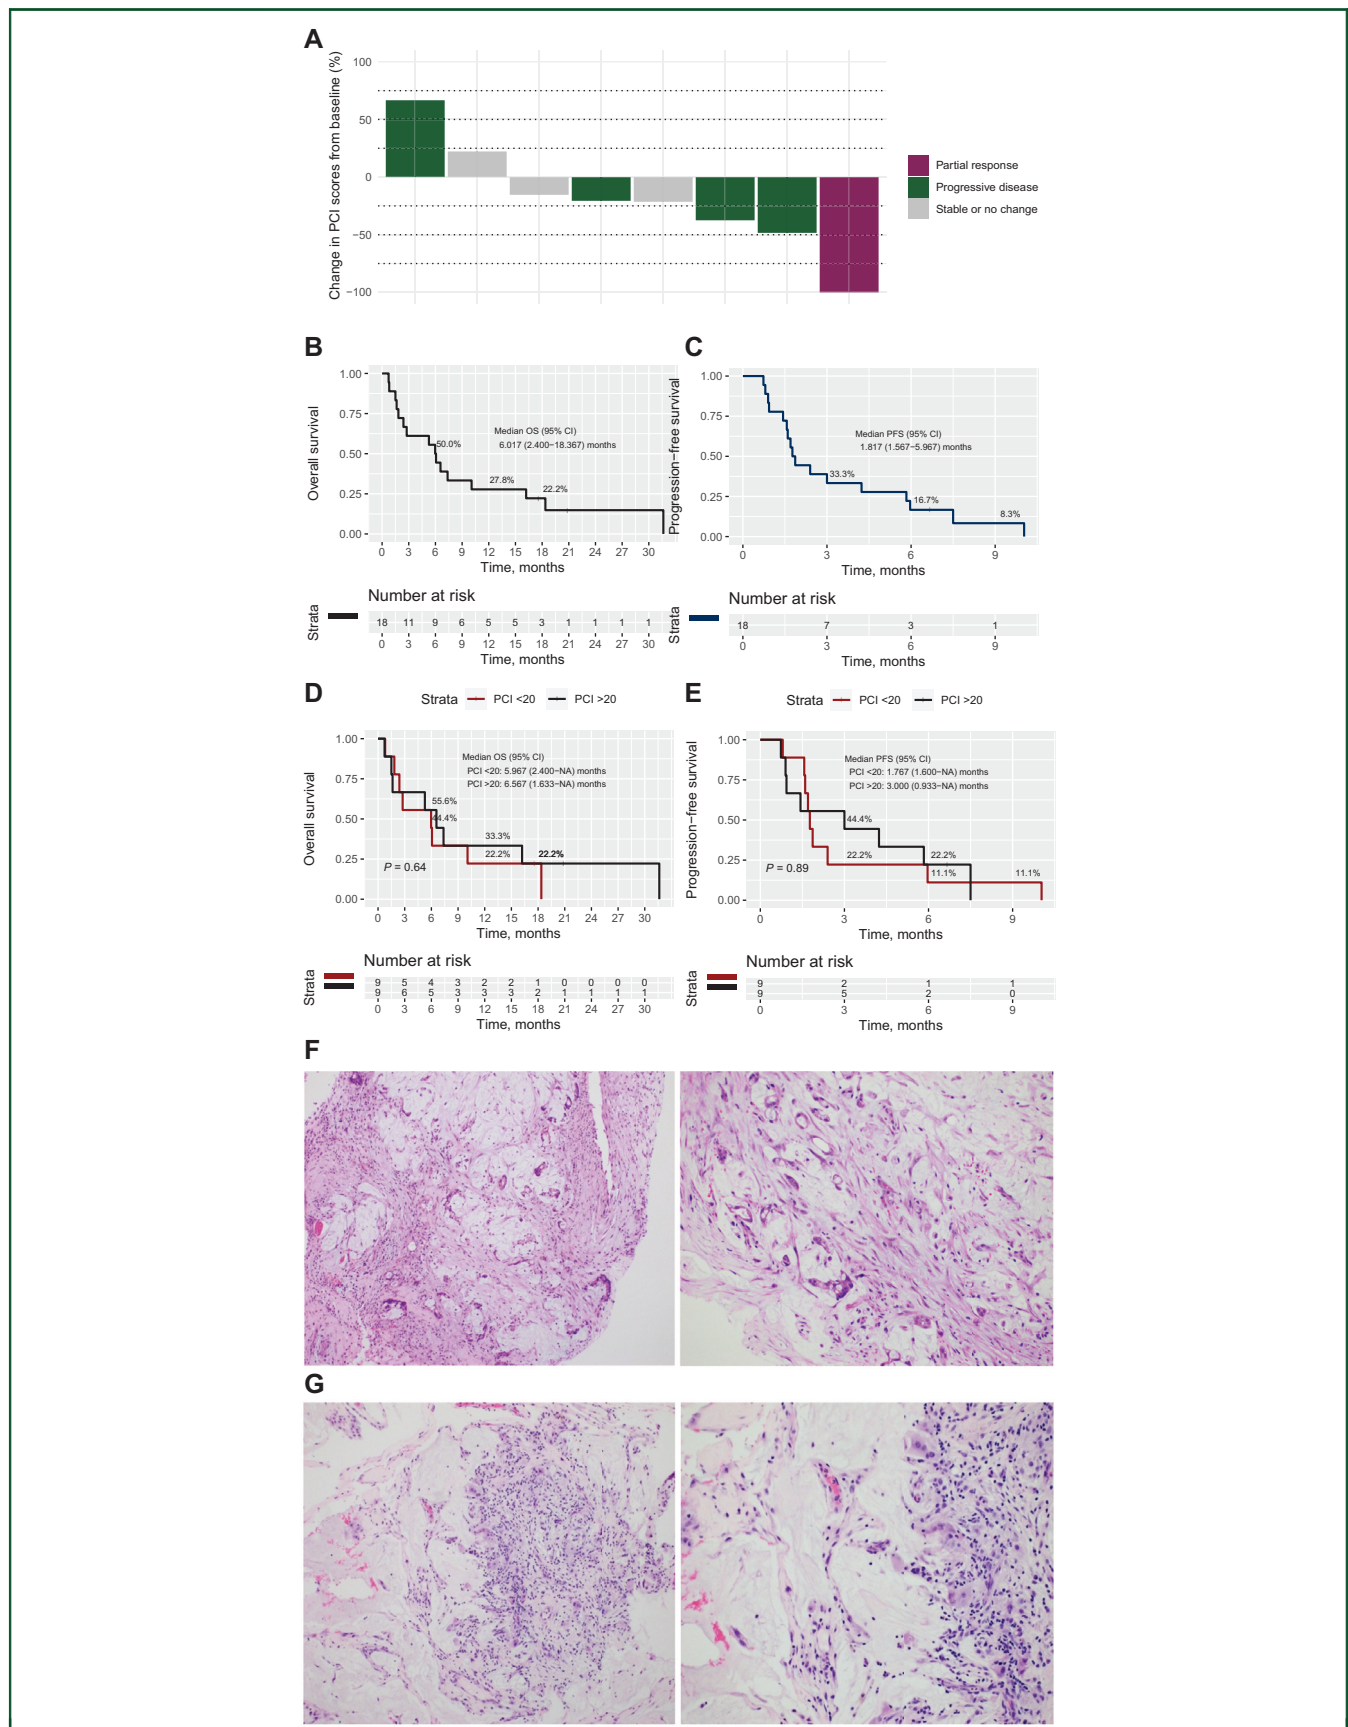 A
Change in PCI scores from baseline (%)
100
50
0
−50
−100
Partial response
Progressive disease
Stable or no change
B
Overall survival
1.00
0.75
0.50
0.25
0.00
50.0%
27.8%
22.2%
Median OS (95% CI)
6.017 (2.400−18.367) months
0 3 6 9 12 15 18 21 24 27 30
Time, months
Number at risk
Strata
18 11 9 6 5 5 3 1 1 1 1
0 3 6 9 12 15 18 21 24 27 30
Time, months
C
Progression−free survival
1.00
0.75
0.50
0.25
0.00
Median PFS (95% CI)
1.817 (1.567−5.967) months
33.3%
16.7%
8.3%
0 3 6 9
Time, months
Number at risk
Strata
18 7 3 1
0 3 6 9
Time, months
D
Strata PCI <20 PCI >20
Overall survival
1.00
0.75
0.50
0.25
0.00
Median OS (95% CI)
PCI <20: 5.967 (2.400−NA) months
PCI >20: 6.567 (1.633−NA) months
55.6%
44.4%
33.3%
22.2%
22.2%
P = 0.64
0 3 6 9 12 15 18 21 24 27 30
Time, months
Number at risk
Strata
9 5 4 3 2 2 1 0 0 0 0
9 6 5 3 3 3 2 1 1 1 1
0 3 6 9 12 15 18 21 24 27 30
Time, months
E
Strata PCI <20 PCI >20
Progression−free survival
1.00
0.75
0.50
0.25
0.00
Median PFS (95% CI)
PCI <20: 1.767 (1.600−NA) months
PCI >20: 3.000 (0.933−NA) months
44.4%
22.2%
22.2%
11.1%
11.1%
P = 0.89
0 3 6 9
Time, months
Number at risk
Strata
9 2 1 1
9 5 2 0
0 3 6 9
Time, months
F
G